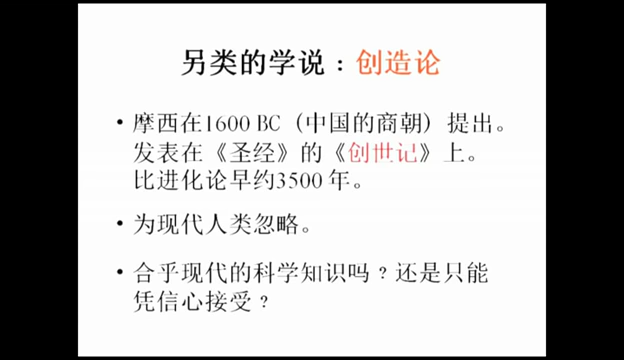 另类的学说：创造论
• 摩西在1600 BC（中国的商朝）提出。
发表在《圣经》的《创世记》上。
比进化论早约3500 年。
• 为现代人类忽略。
• 合乎现代的科学知识吗？还是只能
凭信心接受？